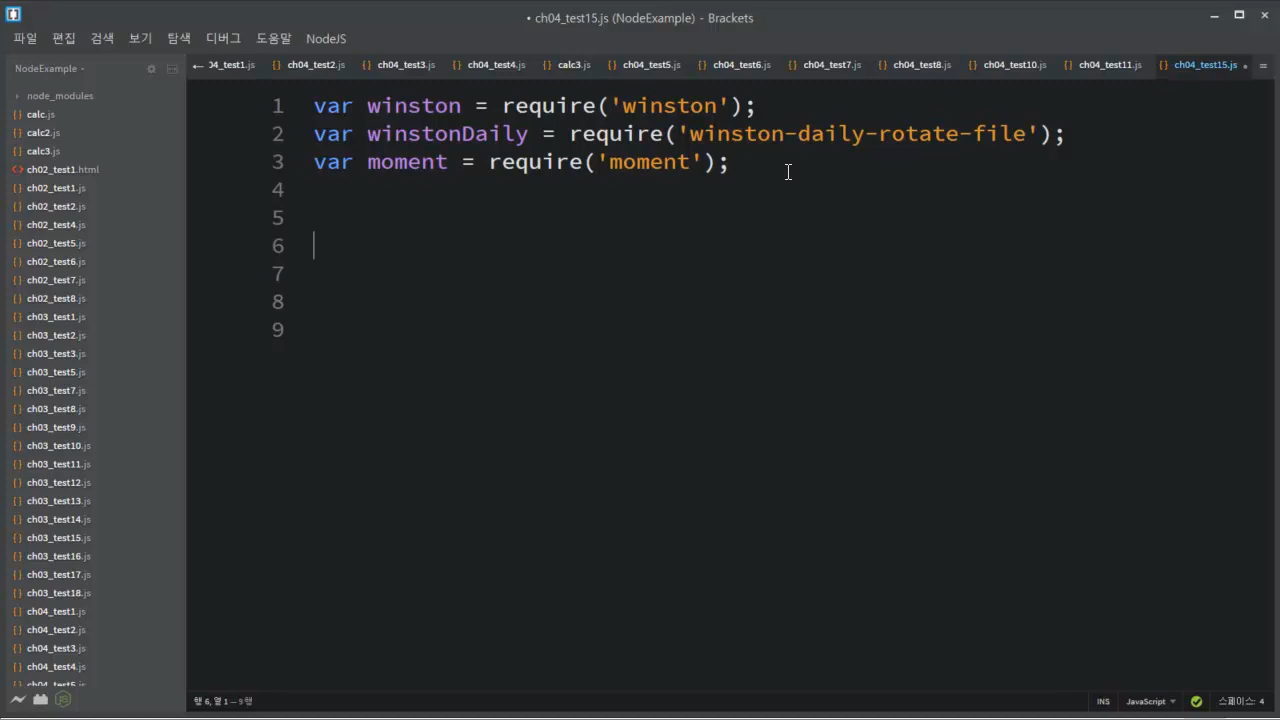 • ch04_test15.js (NodeExample) - Brackets
파일 편집 검색 보기 탐색 디버그 도움말 NodeJS
NodeExample
04_test1.js ch04_test2.js ch04_test3.js ch04_test4.js calc3.js ch04_test5.js ch04_test6.js ch04_test7.js ch04_test8.js ch04_test10.js ch04_test11.js ch04_test15.js
node_modules
calc.js
calc2.js
calc3.js
ch02_test1.html
ch02_test1.js
ch02_test2.js
ch02_test4.js
ch02_test5.js
ch02_test6.js
ch02_test7.js
ch02_test8.js
ch03_test1.js
ch03_test2.js
ch03_test3.js
ch03_test5.js
ch03_test7.js
ch03_test8.js
ch03_test9.js
ch03_test10.js
ch03_test11.js
ch03_test12.js
ch03_test13.js
ch03_test14.js
ch03_test15.js
ch03_test16.js
ch03_test17.js
ch03_test18.js
ch04_test1.js
ch04_test2.js
ch04_test3.js
ch04_test4.js
ch04_test5.js
1 var winston = require('winston');
2 var winstonDaily = require('winston-daily-rotate-file');
3 var moment = require('moment');
4
5
6
7
8
9
행 6, 열 1 — 9 행
INS JavaScript 스페이스: 4